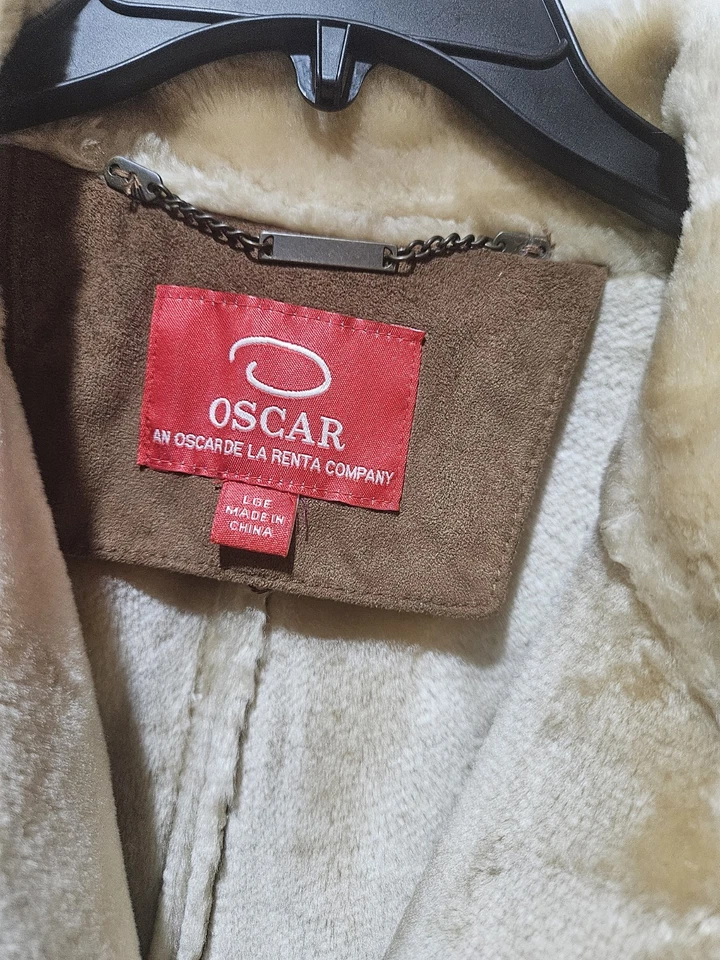 OSCAR
AN OSCAR DE LA RENTA COMPANY
LGE
MADE IN
CHINA